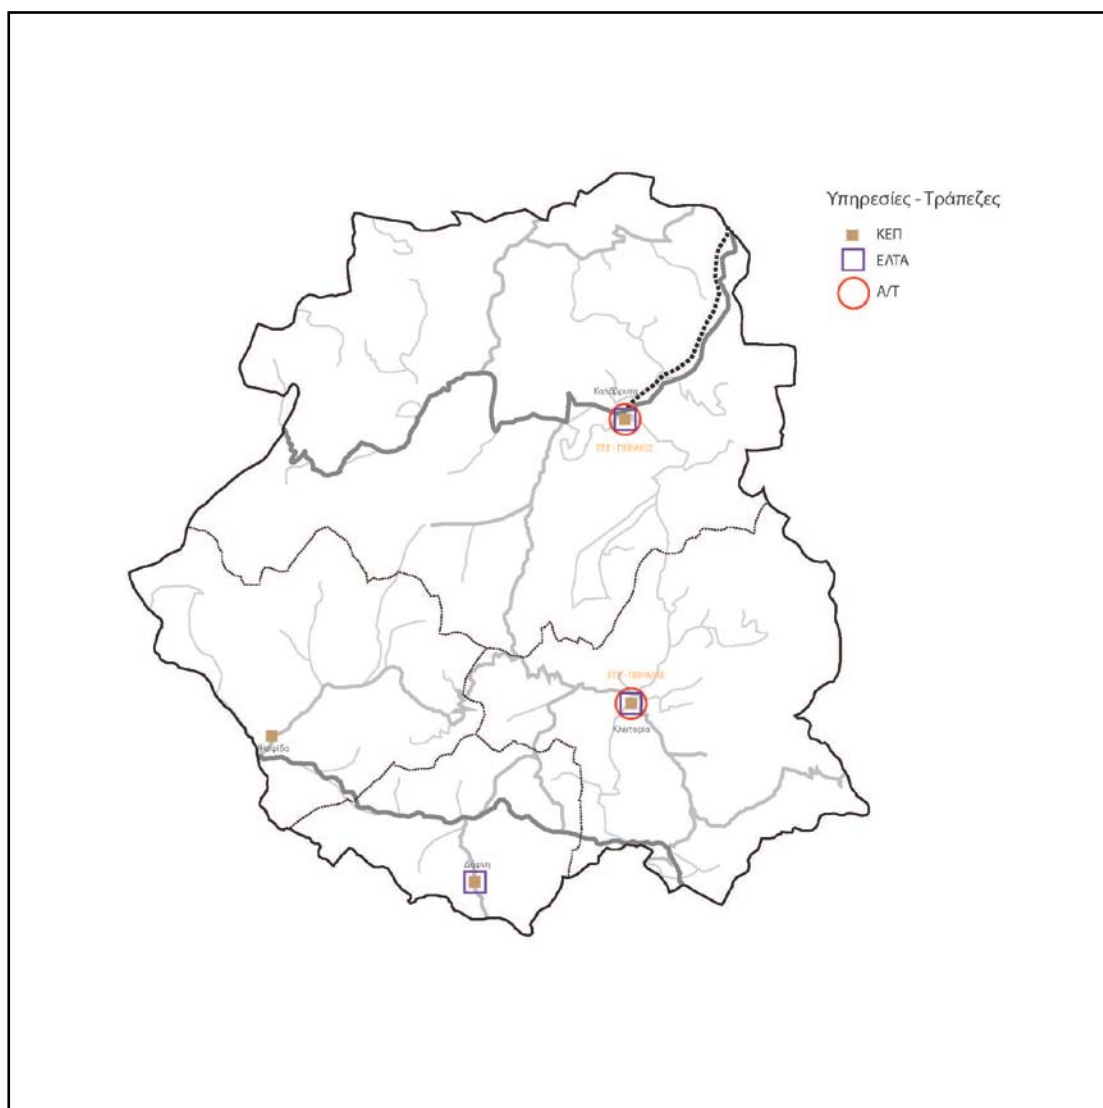 Υπηρεσίες - Τράπεζες
ΚΕΠ
ΕΛΤΑ
Α/Τ
Καλάβρυτα
ΕΤΕ - ΠΕΙΡΑΙΩΣ
ΕΤΕ - ΠΕΙΡΑΙΩΣ
Κλειτορία
Δάφνη